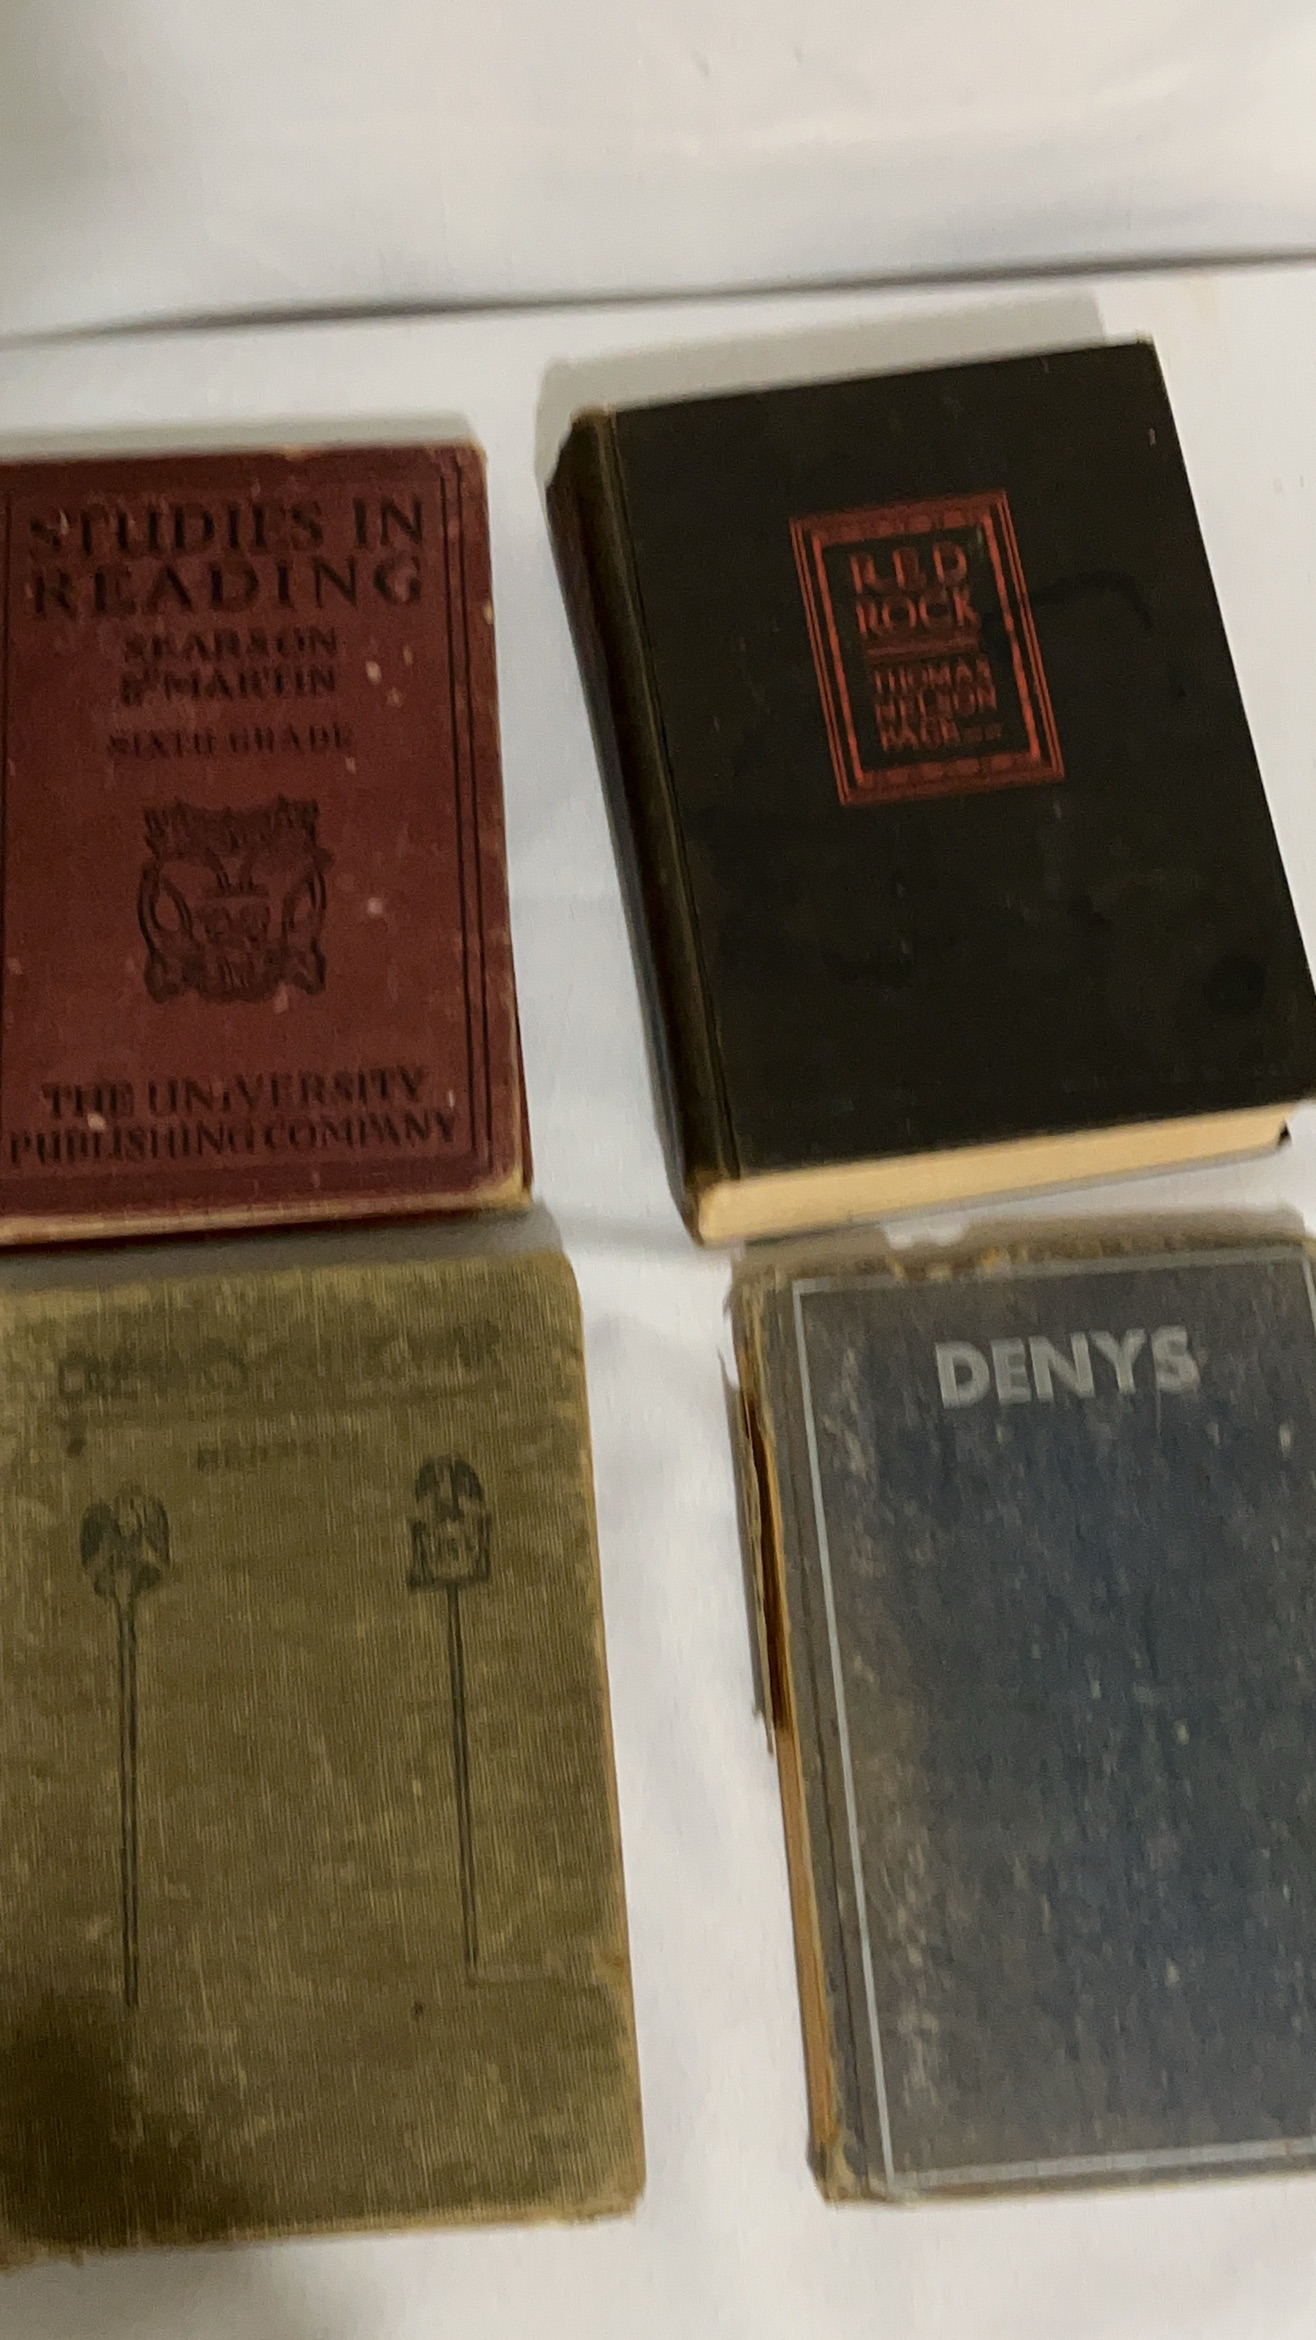 STUDIES IN
READING
SEARSON
& MARTIN
SIXTH GRADE
THE UNIVERSITY
PUBLISHING COMPANY
RED
ROCK
THOMAS
NELSON
PAGE
DENYS